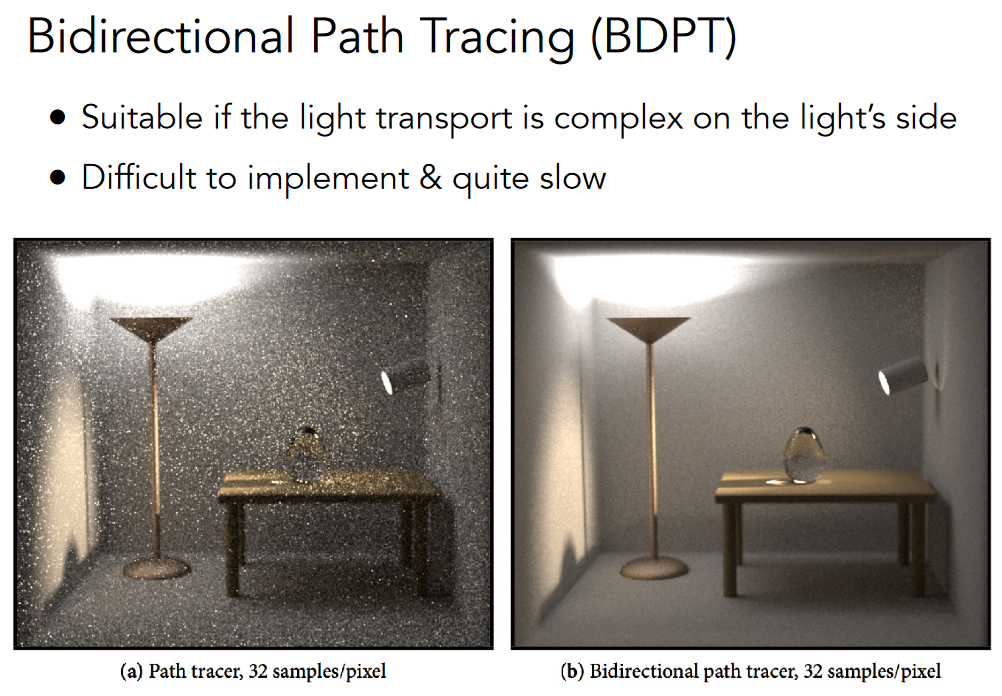 Bidirectional Path Tracing (BDPT)
● Suitable if the light transport is complex on the light’s side
● Difficult to implement & quite slow
(a) Path tracer, 32 samples/pixel
(b) Bidirectional path tracer, 32 samples/pixel